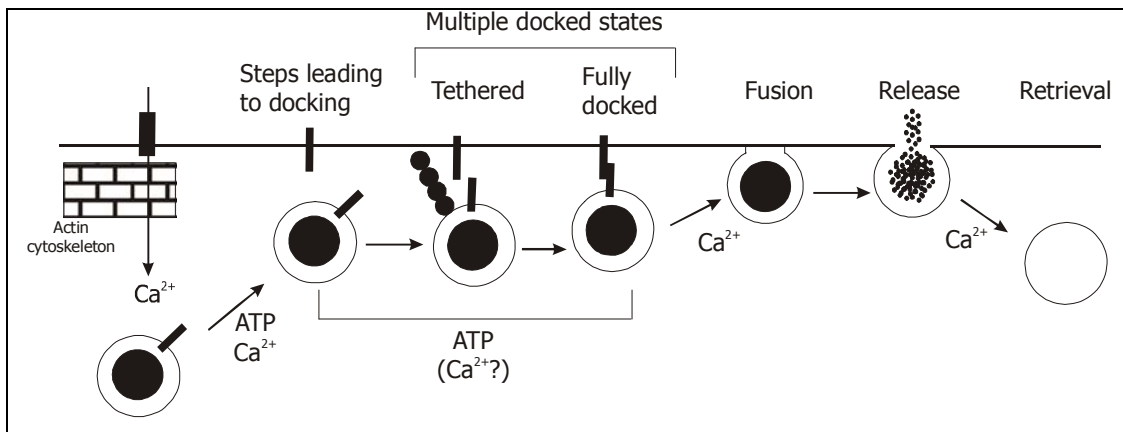 Multiple docked states
Steps leading
to docking
Tethered
Fully
docked
Fusion
Release
Retrieval
Actin
cytoskeleton
Ca²⁺
ATP
Ca²⁺
ATP
(Ca²⁺?)
Ca²⁺
Ca²⁺